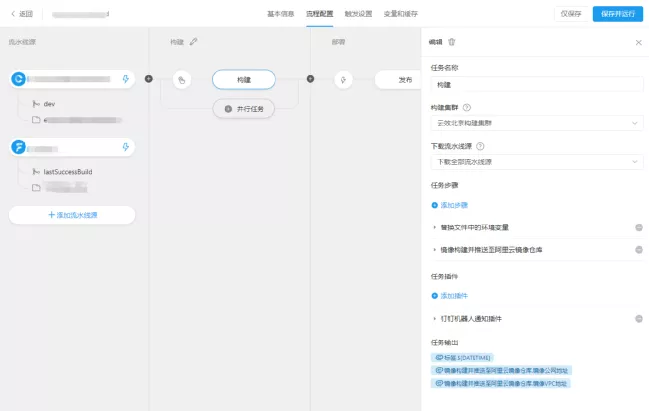 返回
基本信息
流程配置
触发设置
变量和缓存
仅保存
保存并运行
流水线源
dev
lastSuccessBuild
添加流水线源
构建
构建
并行任务
部署
发布
编辑
任务名称
构建
构建集群
云效北京构建集群
下载流水线源
下载全部流水线源
任务步骤
添加步骤
替换文件中的环境变量
镜像构建并推送至阿里云镜像仓库
任务插件
添加插件
钉钉机器人通知插件
任务输出
标签.${DATETIME}
镜像构建并推送至阿里云镜像仓库.镜像公网地址
镜像构建并推送至阿里云镜像仓库.镜像VPC地址